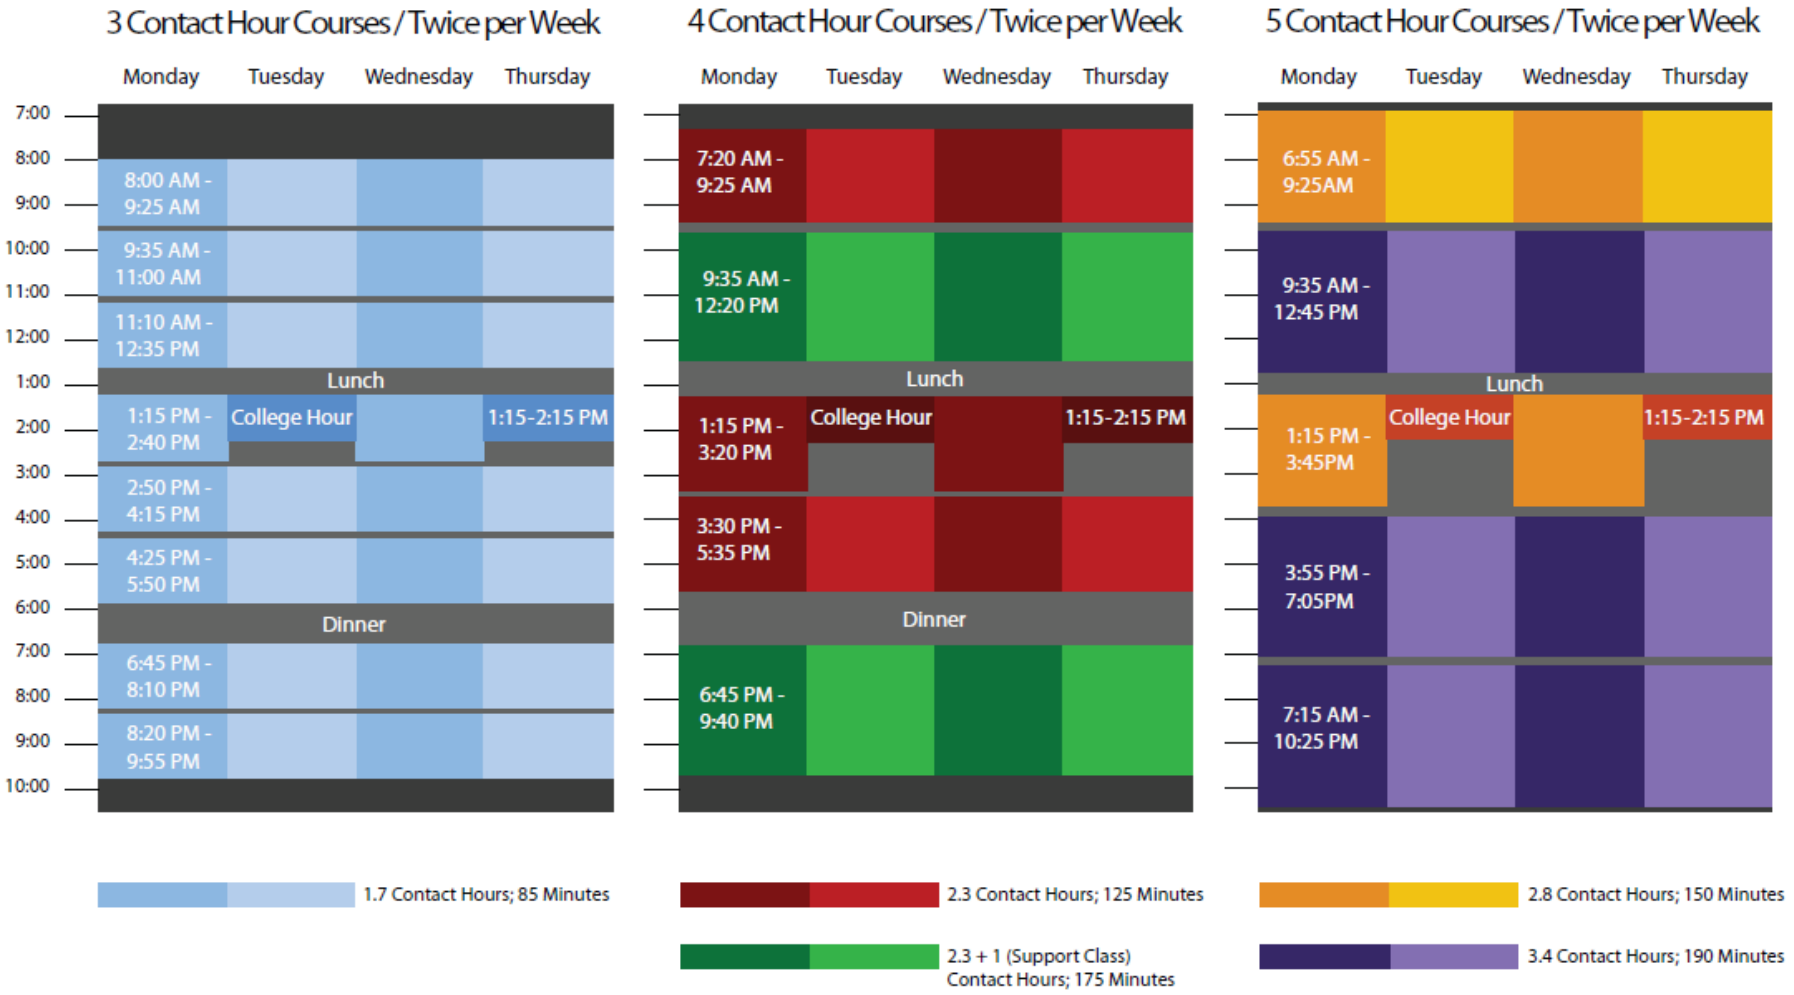 3 Contact Hour Courses / Twice per Week
Monday Tuesday Wednesday Thursday
7:00
8:00
9:00
10:00
11:00
12:00
1:00
2:00
3:00
4:00
5:00
6:00
7:00
8:00
9:00
10:00
8:00 AM -
9:25 AM
9:35 AM -
11:00 AM
11:10 AM -
12:35 PM
Lunch
1:15 PM -
2:40 PM
College Hour
1:15-2:15 PM
2:50 PM -
4:15 PM
4:25 PM -
5:50 PM
Dinner
6:45 PM -
8:10 PM
8:20 PM -
9:55 PM
1.7 Contact Hours; 85 Minutes
4 Contact Hour Courses / Twice per Week
Monday Tuesday Wednesday Thursday
7:20 AM -
9:25 AM
9:35 AM -
12:20 PM
Lunch
1:15 PM -
3:20 PM
College Hour
1:15-2:15 PM
3:30 PM -
5:35 PM
Dinner
6:45 PM -
9:40 PM
2.3 Contact Hours; 125 Minutes
2.3 + 1 (Support Class)
Contact Hours; 175 Minutes
5 Contact Hour Courses / Twice per Week
Monday Tuesday Wednesday Thursday
6:55 AM -
9:25AM
9:35 AM -
12:45 PM
Lunch
1:15 PM -
3:45PM
College Hour
1:15-2:15 PM
3:55 PM -
7:05PM
7:15 AM -
10:25 PM
2.8 Contact Hours; 150 Minutes
3.4 Contact Hours; 190 Minutes